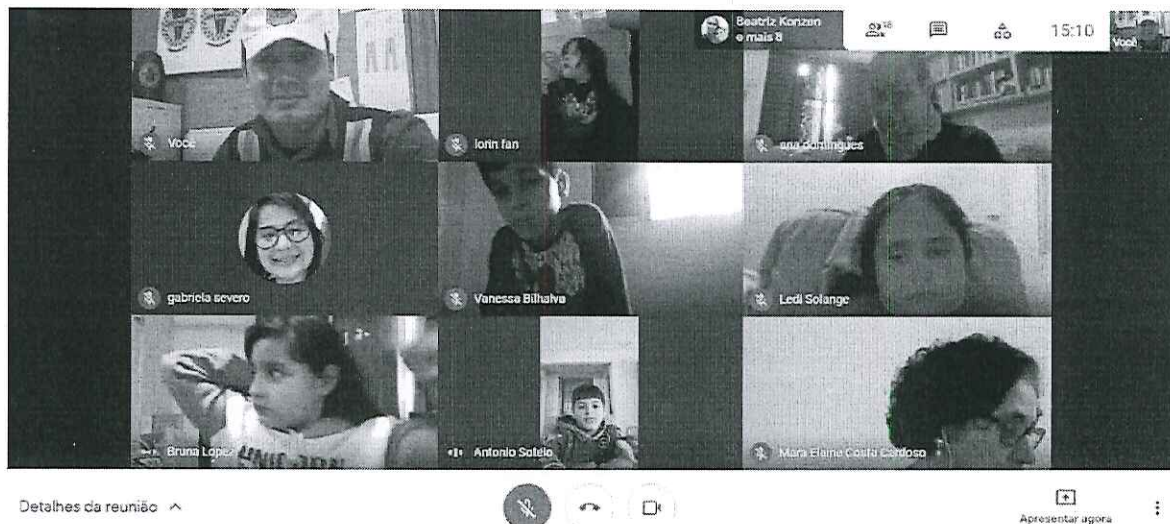 Beatriz Konzen
e mais 8
18
15:10
Você
Você
lorin fan
ana domingues
gabriela severo
Vanessa Bilhalva
Ledi Solange
Bruna Lopez
Antonio Sotelo
Mara Elaine Costa Cardoso
Detalhes da reunião
Apresentar agora